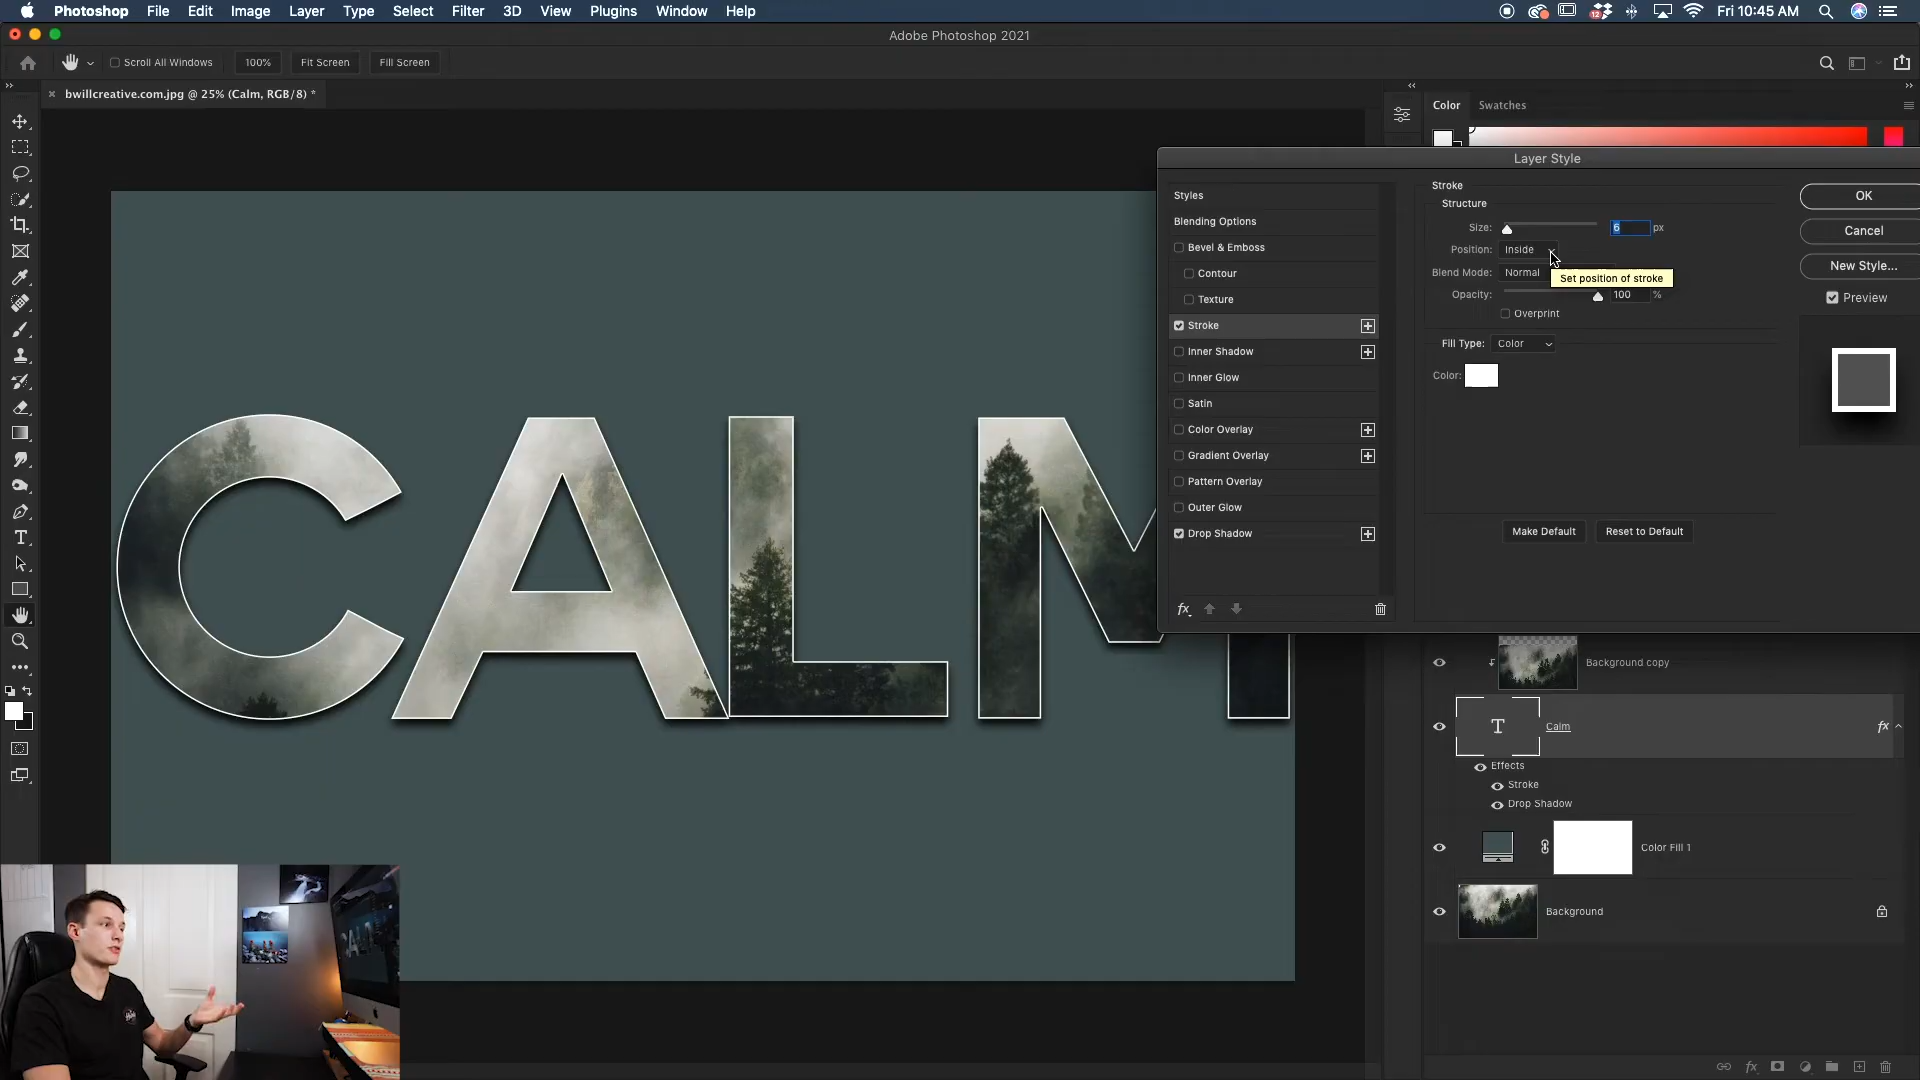 Photoshop File Edit Image Layer Type Select Filter 3D View Plugins Window Help
12
Fri 10:45 AM
Adobe Photoshop 2021
Scroll All Windows 100% Fit Screen Fill Screen
bwillcreative.com.jpg @ 25% (Calm, RGB/8) *
Color Swatches
Layer Style
Styles
Blending Options
Bevel & Emboss
Contour
Texture
Stroke
Inner Shadow
Inner Glow
Satin
Color Overlay
Gradient Overlay
Pattern Overlay
Outer Glow
Drop Shadow
fx
Stroke
Structure
Size: 6 px
Position: Inside
Blend Mode: Normal
Set position of stroke
Opacity: 100 %
Overprint
Fill Type: Color
Color:
Make Default Reset to Default
OK
Cancel
New Style...
Preview
CALM
Background copy
T Calm fx
Effects
Stroke
Drop Shadow
Color Fill 1
Background
fx